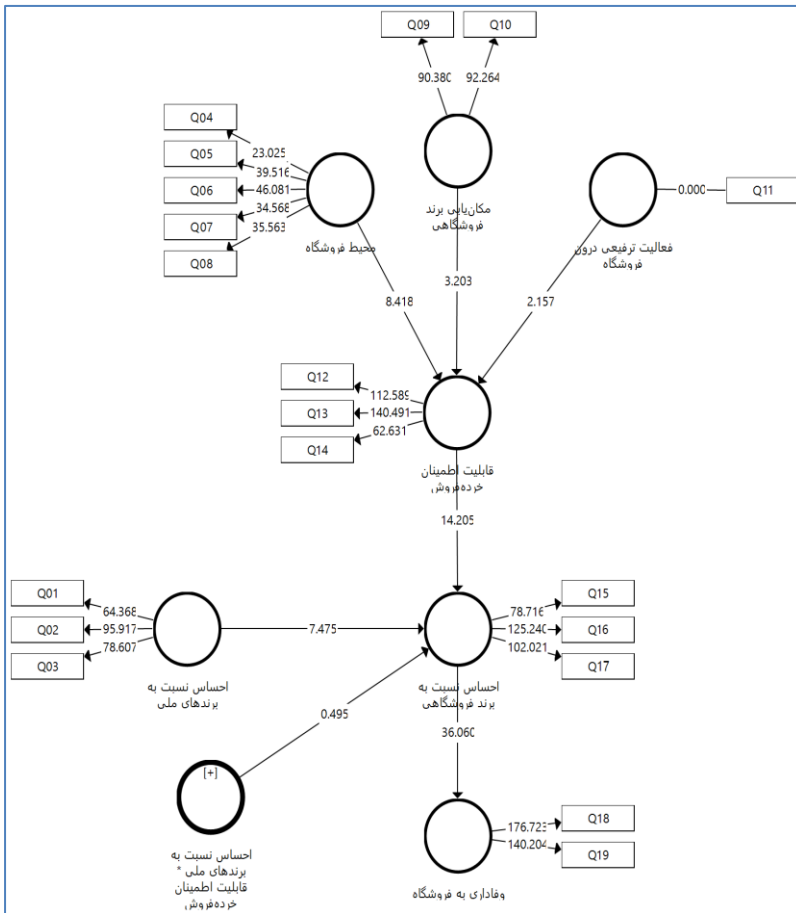 Q09
Q10
90.380
92.264
Q04
Q05
Q06
Q07
Q08
23.025
39.516
46.081
34.568
35.563
محیط فروشگاه
مکان‌یابی برند
فروشگاهی
0.000
Q11
فعالیت ترفیعی درون
فروشگاه
8.418
3.203
2.157
Q12
Q13
Q14
112.589
140.491
62.631
قابلیت اطمینان
خرده‌فروش
14.205
Q01
Q02
Q03
64.368
95.917
78.607
احساس نسبت به
برندهای ملی
7.475
78.716
125.240
102.021
Q15
Q16
Q17
احساس نسبت به
برند فروشگاهی
0.495
36.060
[+]
احساس نسبت به
برندهای ملی *
قابلیت اطمینان
خرده‌فروش
176.723
140.204
Q18
Q19
وفاداری به فروشگاه